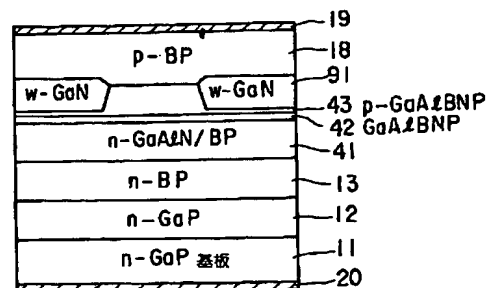 19
p-BP 18
w-GaN w-GaN 91
43 p-GaAlBNP
42 GaAlBNP
n-GaAlN/BP 41
n-BP 13
n-GaP 12
n-GaP 基板 11
20